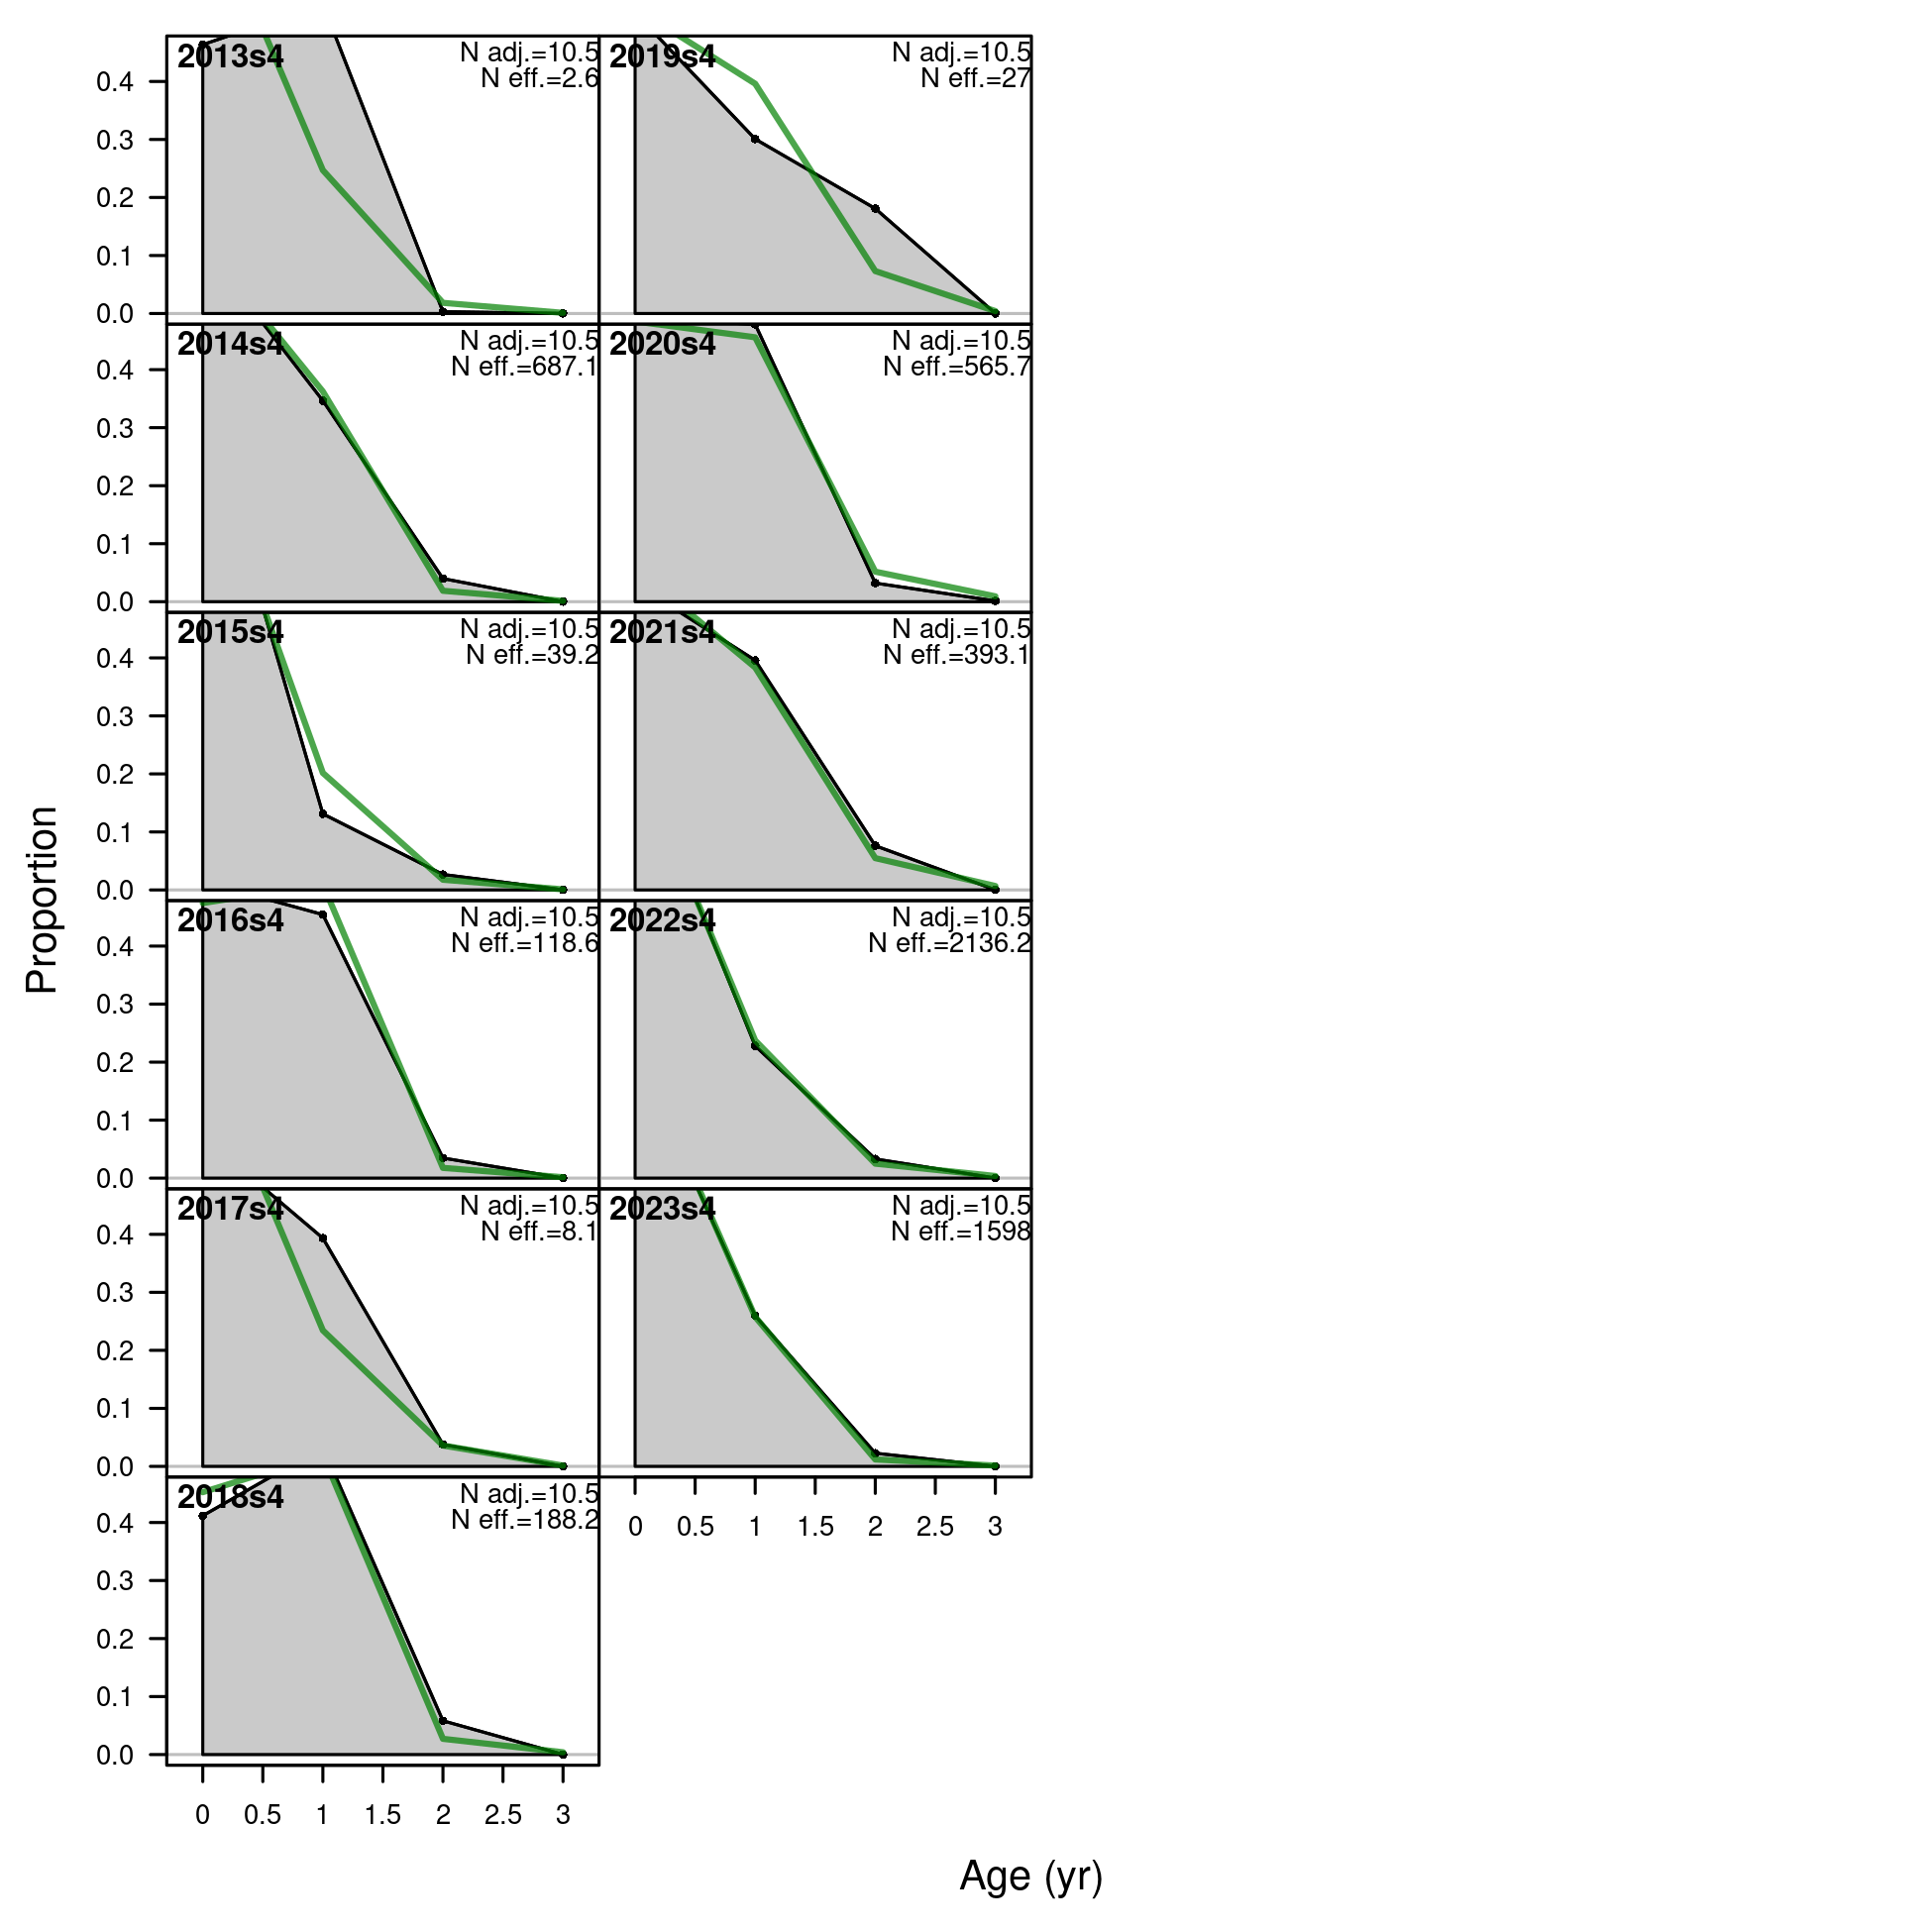 Proportion
2013s4
N adj.=10.5
N eff.=2.6
0.4
0.3
0.2
0.1
0.0
2019s4
N adj.=10.5
N eff.=27
2014s4
N adj.=10.5
N eff.=687.1
0.4
0.3
0.2
0.1
0.0
2020s4
N adj.=10.5
N eff.=565.7
2015s4
N adj.=10.5
N eff.=39.2
0.4
0.3
0.2
0.1
0.0
2021s4
N adj.=10.5
N eff.=393.1
2016s4
N adj.=10.5
N eff.=118.6
0.4
0.3
0.2
0.1
0.0
2022s4
N adj.=10.5
N eff.=2136.2
2017s4
N adj.=10.5
N eff.=8.1
0.4
0.3
0.2
0.1
0.0
2023s4
N adj.=10.5
N eff.=1598
0 0.5 1 1.5 2 2.5 3
2018s4
N adj.=10.5
N eff.=188.2
0.4
0.3
0.2
0.1
0.0
0 0.5 1 1.5 2 2.5 3
Age (yr)